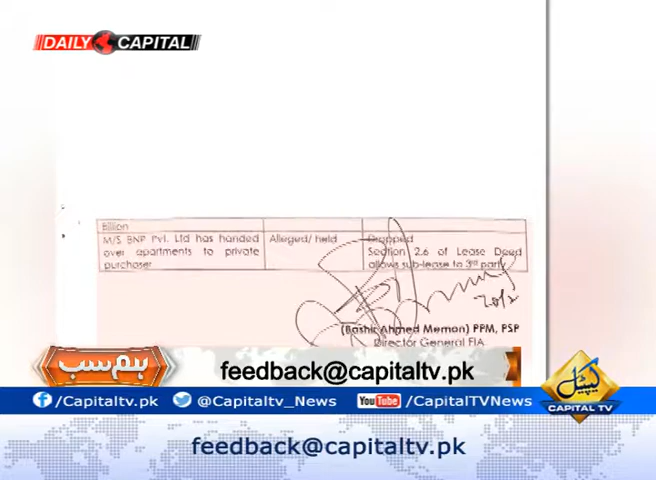 DAILY CAPITAL
Billion
M/S BNP Pvt. Ltd has handed over apartments to private purchaser
Alleged/ held
Dropped
Section 2.6 of Lease Deed allows sub-lease to 3rd party
20/2
(Bashir Ahmed Memon) PPM, PSP
Director General FIA
ہم سب
feedback@capitaltv.pk
/Capitaltv.pk
@Capitaltv_News
YouTube /CapitalTVNews
کیپیٹل
CAPITAL TV
feedback@capitaltv.pk